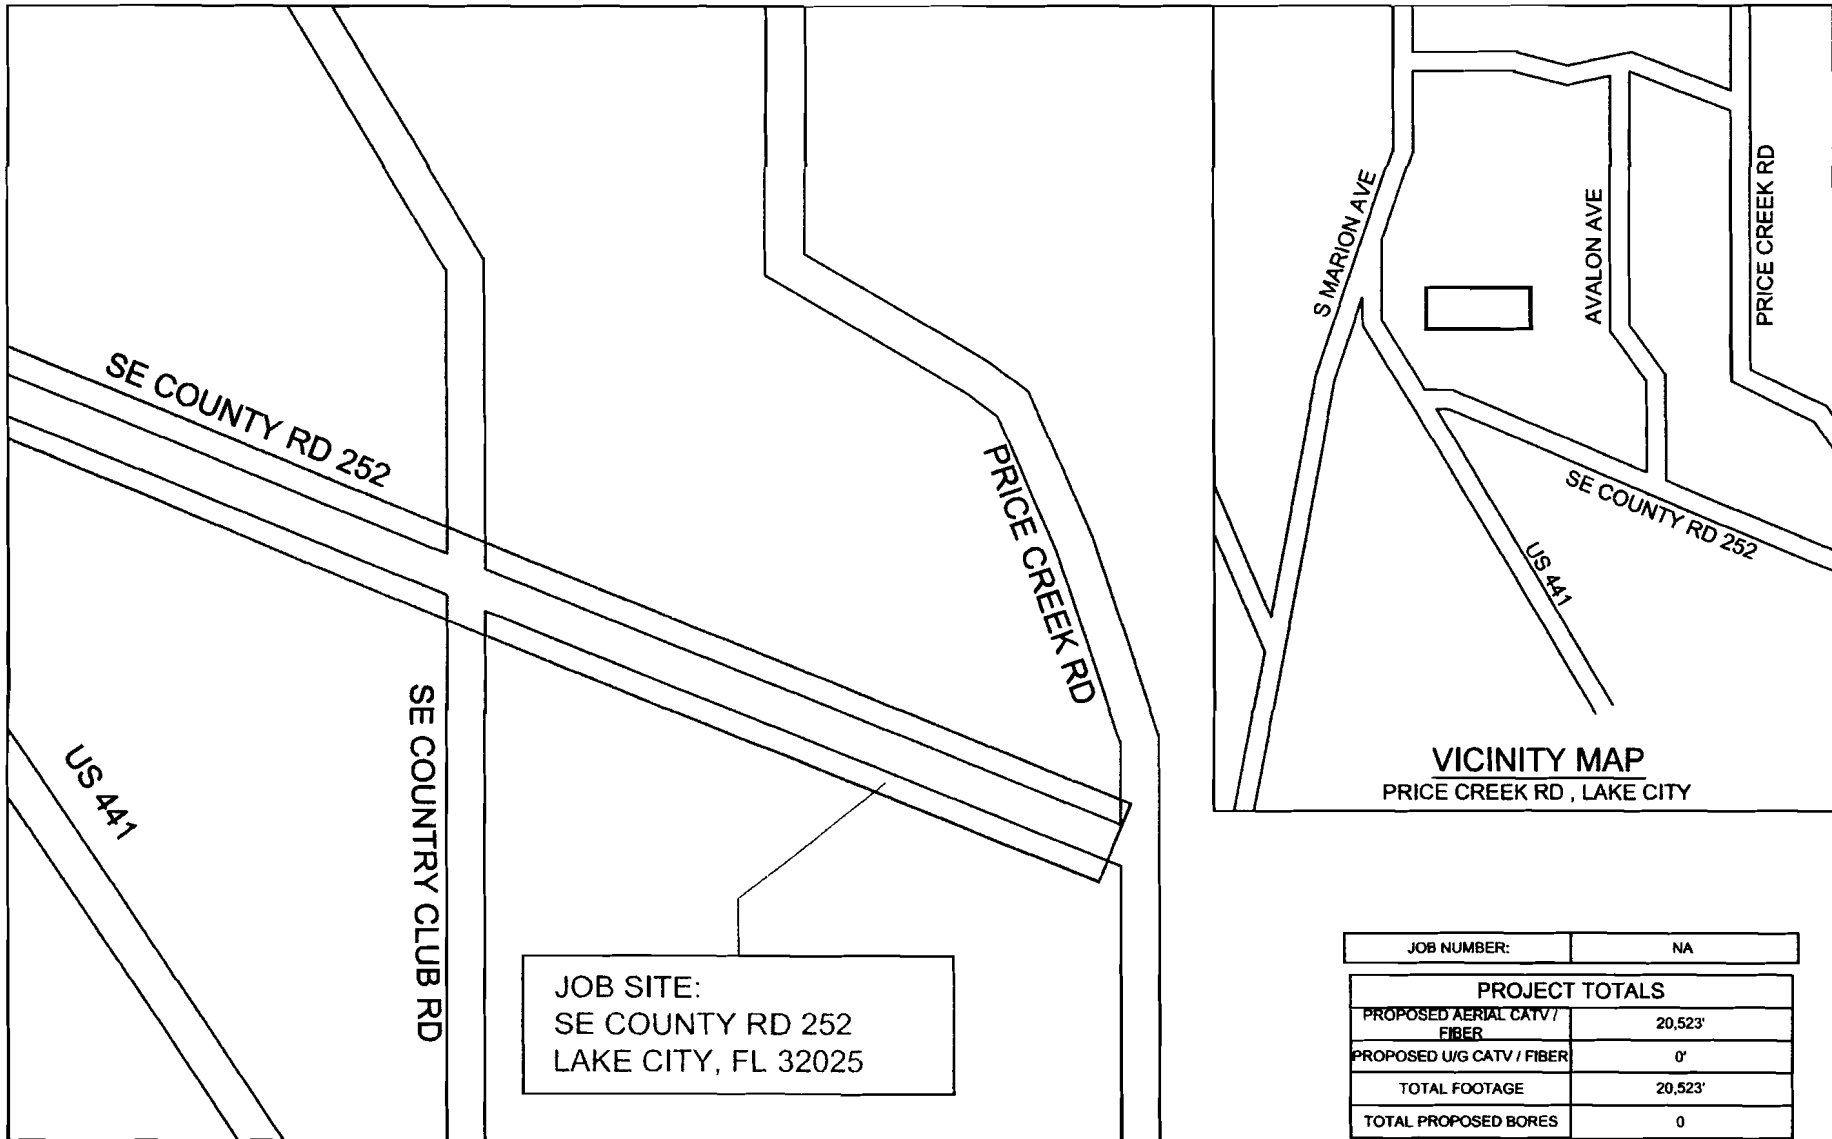 SE COUNTY RD 252
PRICE CREEK RD
SE COUNTRY CLUB RD
US 441
JOB SITE:
SE COUNTY RD 252
LAKE CITY, FL 32025
S MARION AVE
AVALON AVE
PRICE CREEK RD
SE COUNTY RD 252
US 441
VICINITY MAP
PRICE CREEK RD , LAKE CITY
JOB NUMBER: NA
PROJECT TOTALS
PROPOSED AERIAL CATV /
FIBER 20,523'
PROPOSED U/G CATV / FIBER 0'
TOTAL FOOTAGE 20,523'
TOTAL PROPOSED BORES 0